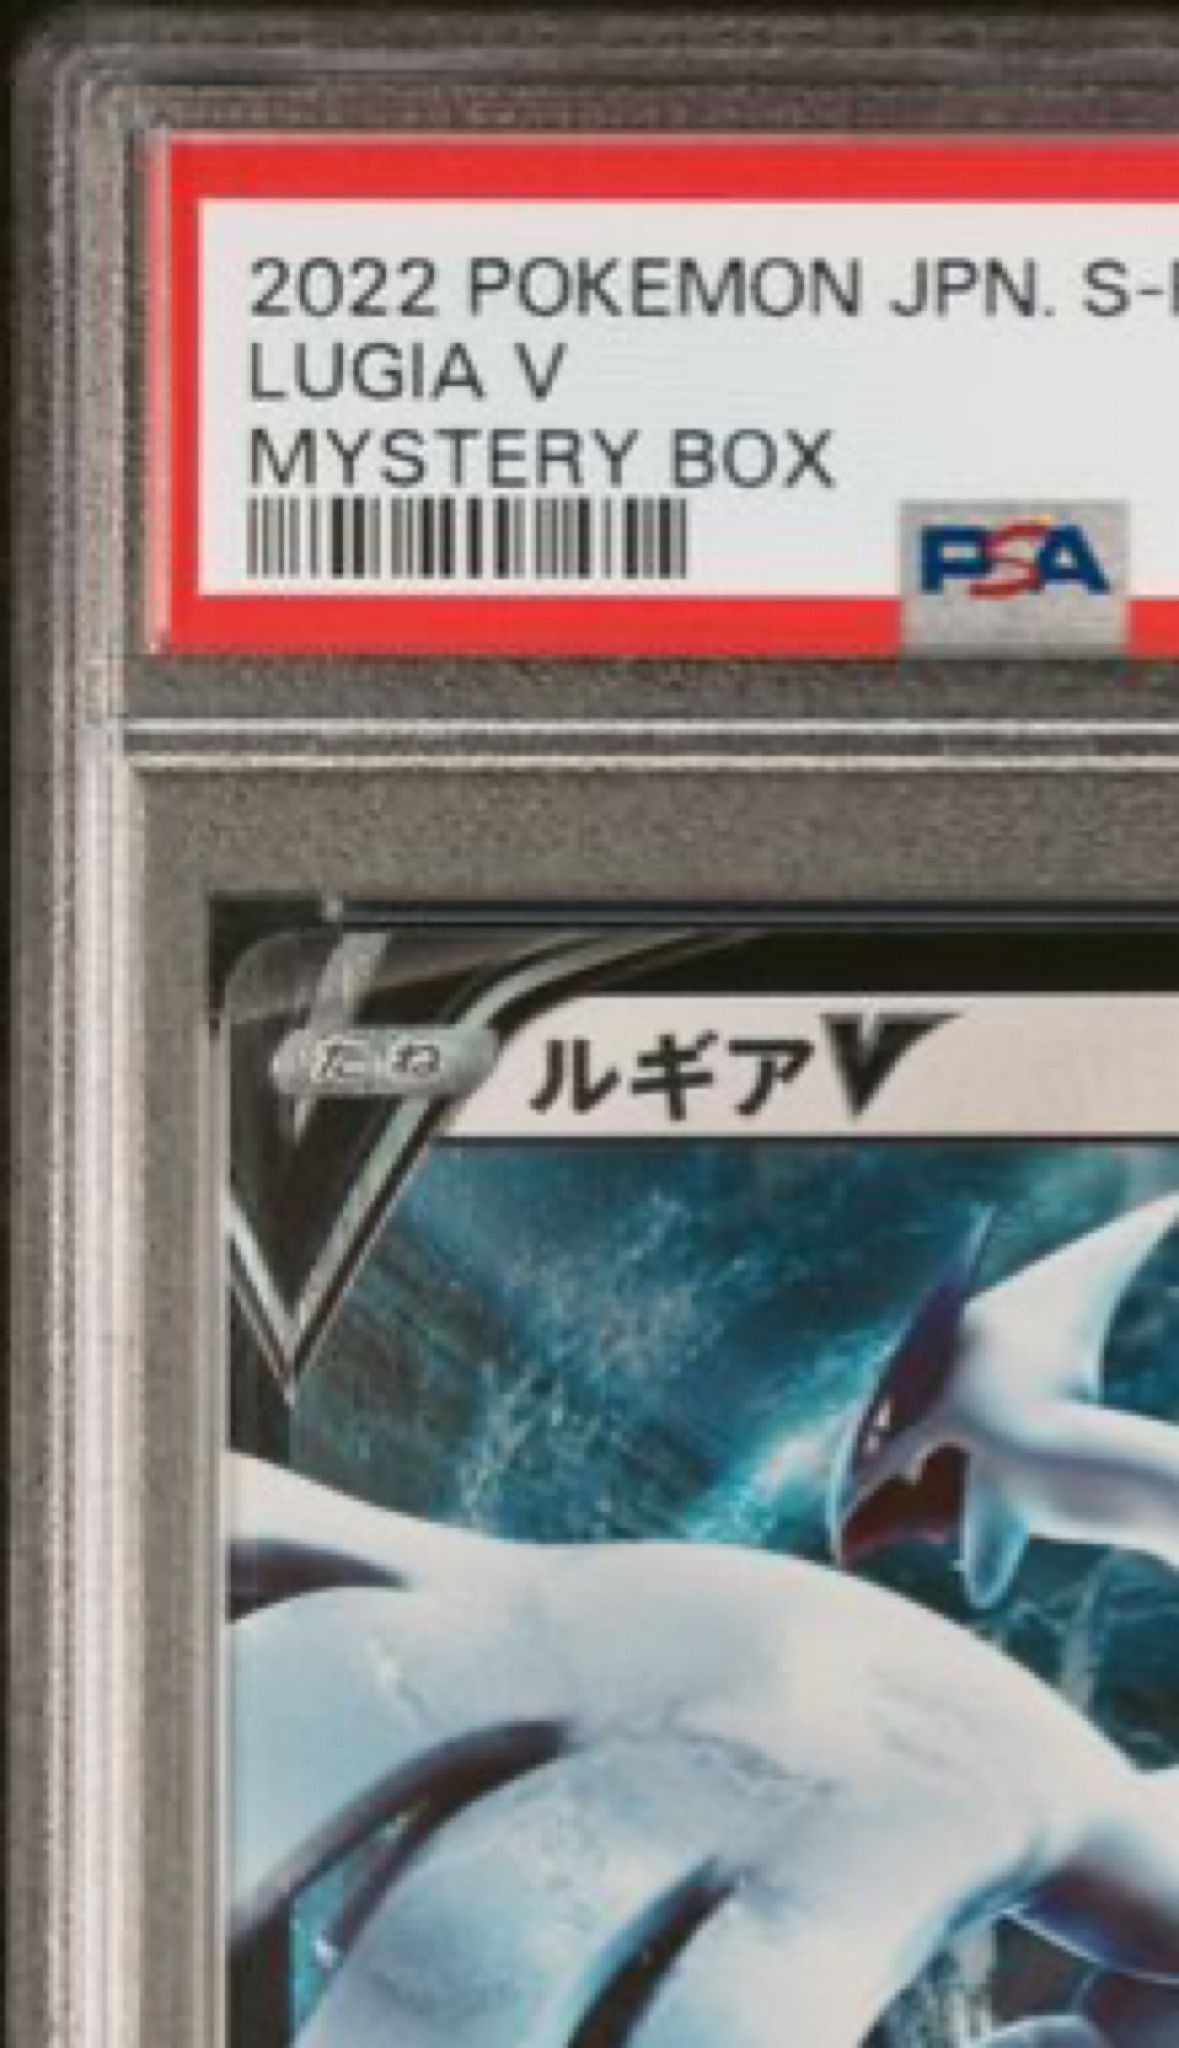 2022 POKEMON JPN. S-
LUGIA V
MYSTERY BOX
PSA
たね ルギアV